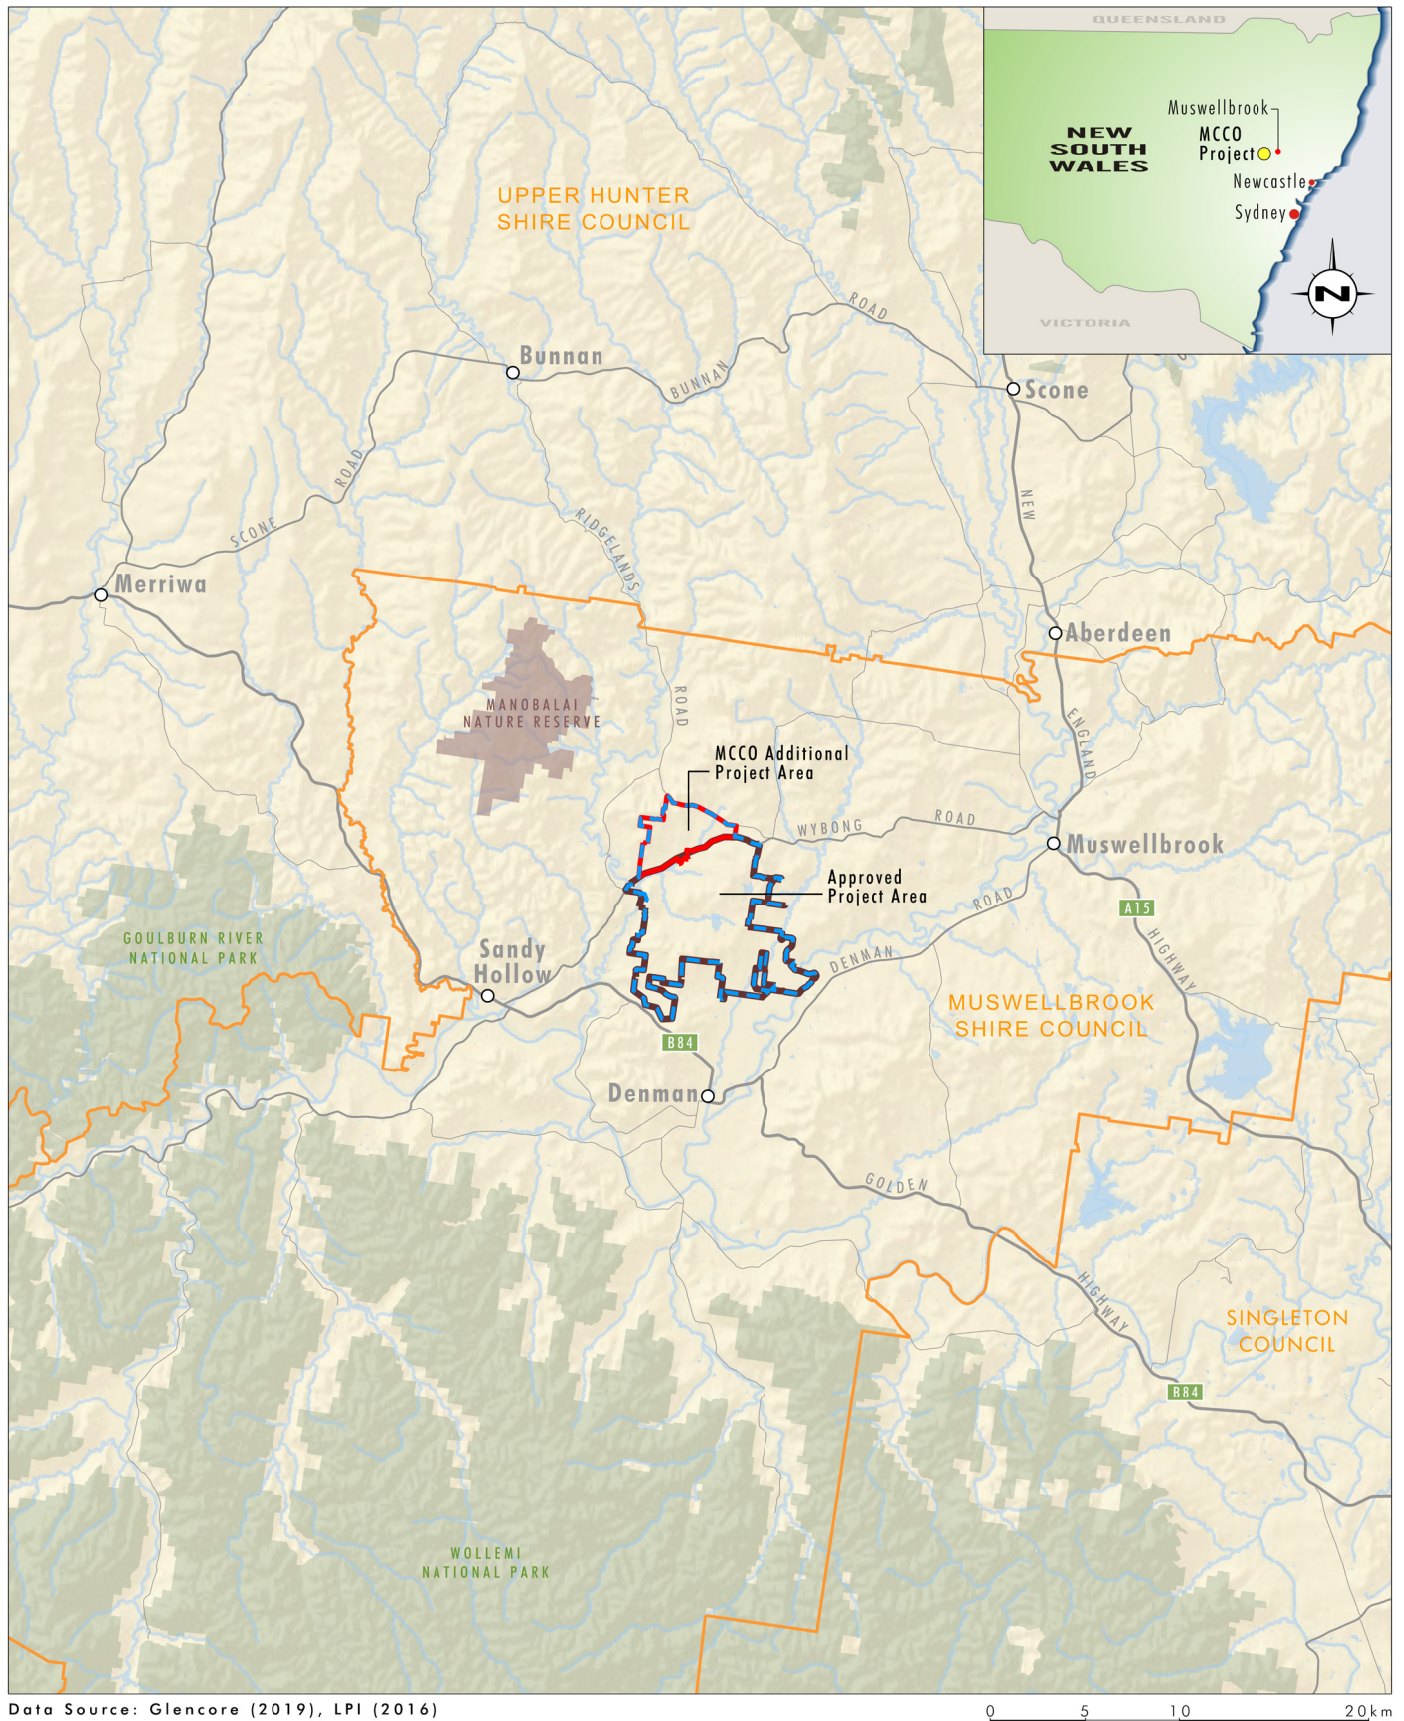 QUEENSLAND
Muswellbrook
MCCO
Project
NEW
SOUTH
WALES
Newcastle
Sydney
N
VICTORIA
UPPER HUNTER
SHIRE COUNCIL
ROAD
Bunnan
BUNNAN
Scone
ROAD
NEW
SCONE
RIDGELANDS
Merriwa
Aberdeen
ROAD
MANOBALAI
NATURE RESERVE
ENGLAND
MCCO Additional
Project Area
WYBONG
ROAD
Muswellbrook
Approved
Project Area
ROAD
A15
GOULBURN RIVER
NATIONAL PARK
Sandy
Hollow
DENMAN
HIGHWAY
MUSWELLBROOK
SHIRE COUNCIL
B84
Denman
GOLDEN
HIGHWAY
SINGLETON
COUNCIL
B84
WOLLEMI
NATIONAL PARK
Data Source: Glencore (2019), LPI (2016)
0 5 10 20km